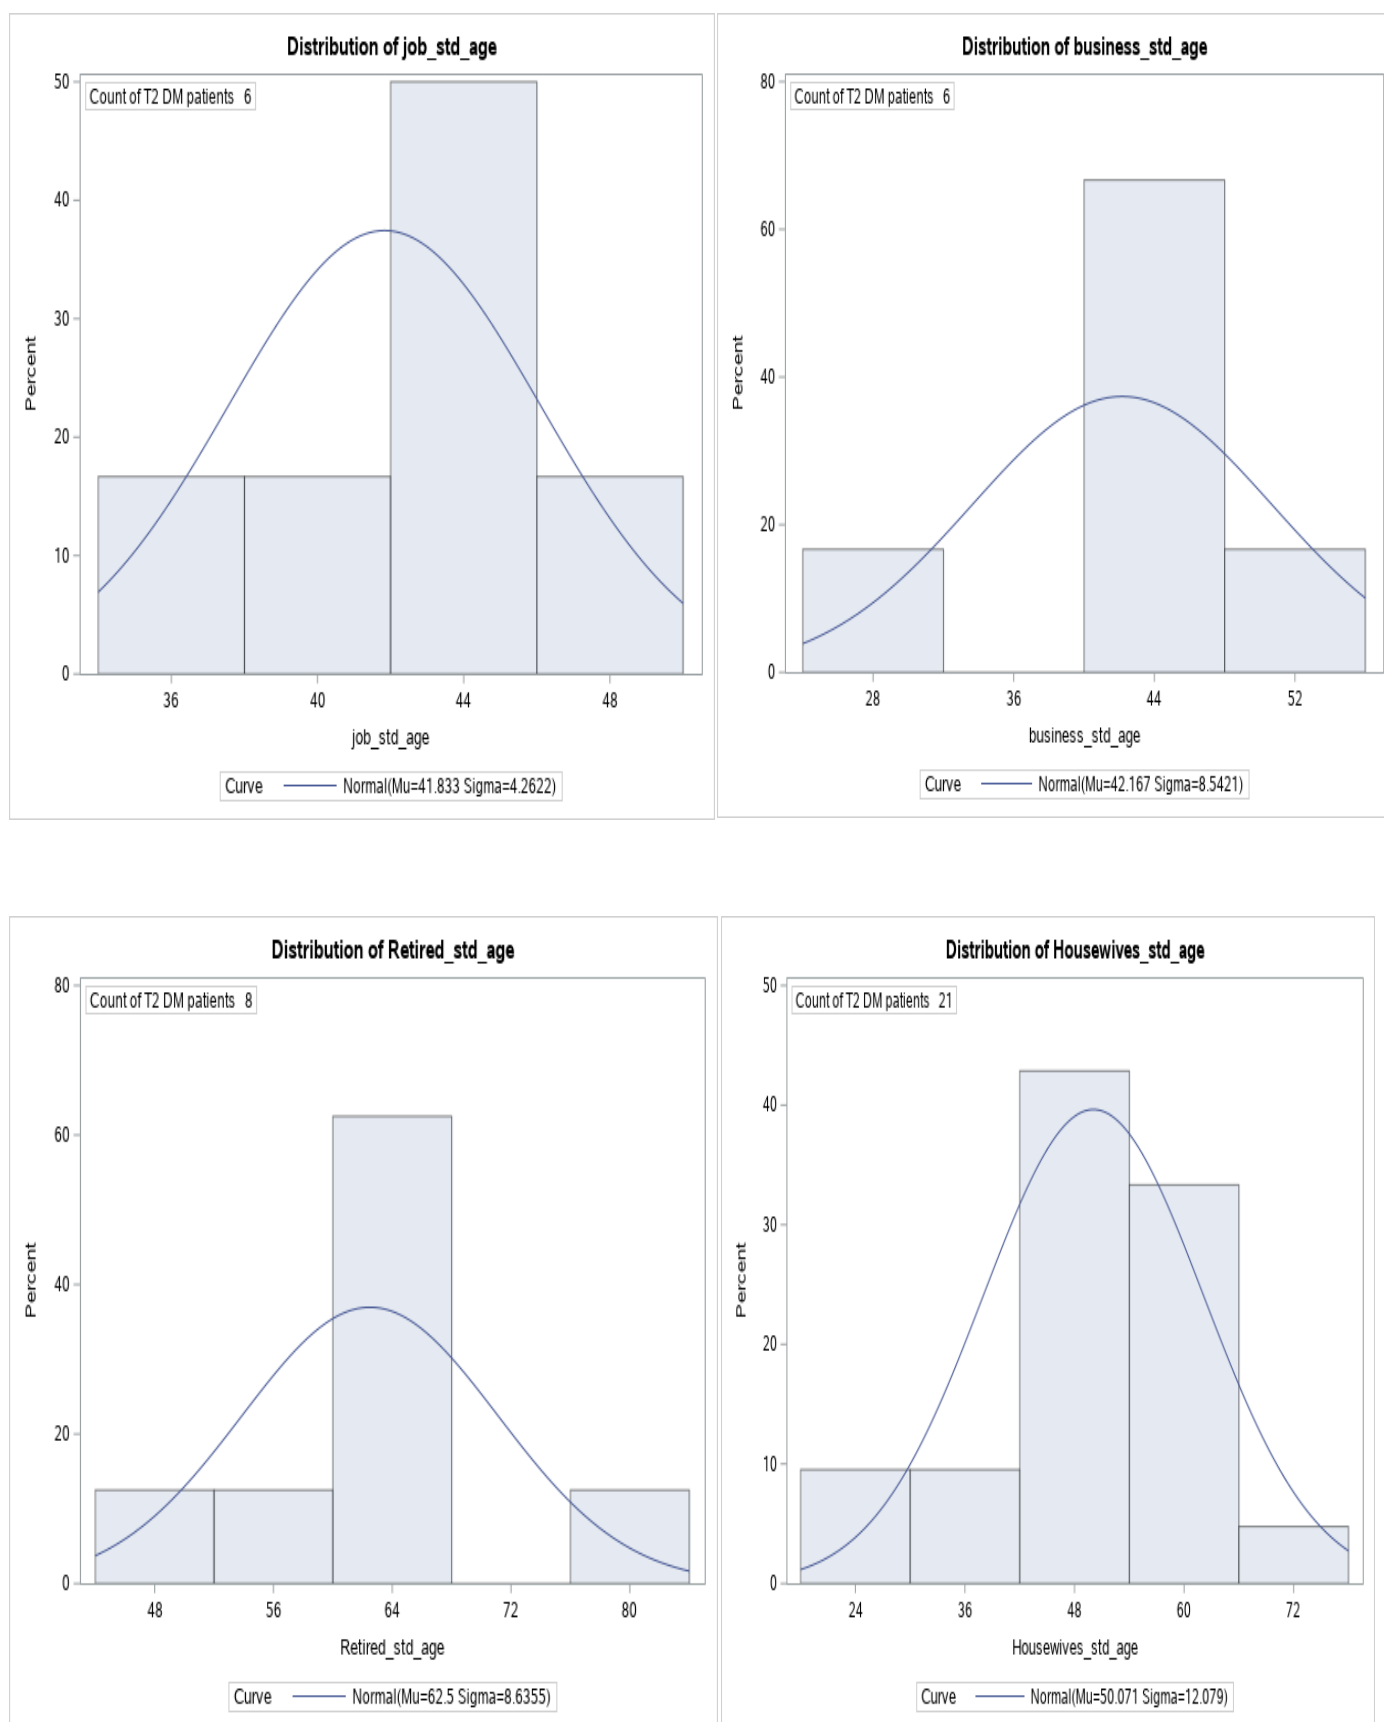 Distribution of job_std_age
Count of T2 DM patients 6
50
40
30
20
10
0
Percent
36 40 44 48
job_std_age
Curve Normal(Mu=41.833 Sigma=4.2622)
Distribution of business_std_age
Count of T2 DM patients 6
80
60
40
20
0
Percent
28 36 44 52
business_std_age
Curve Normal(Mu=42.167 Sigma=8.5421)
Distribution of Retired_std_age
Count of T2 DM patients 8
80
60
40
20
0
Percent
48 56 64 72 80
Retired_std_age
Curve Normal(Mu=62.5 Sigma=8.6355)
Distribution of Housewives_std_age
Count of T2 DM patients 21
50
40
30
20
10
0
Percent
24 36 48 60 72
Housewives_std_age
Curve Normal(Mu=50.071 Sigma=12.079)